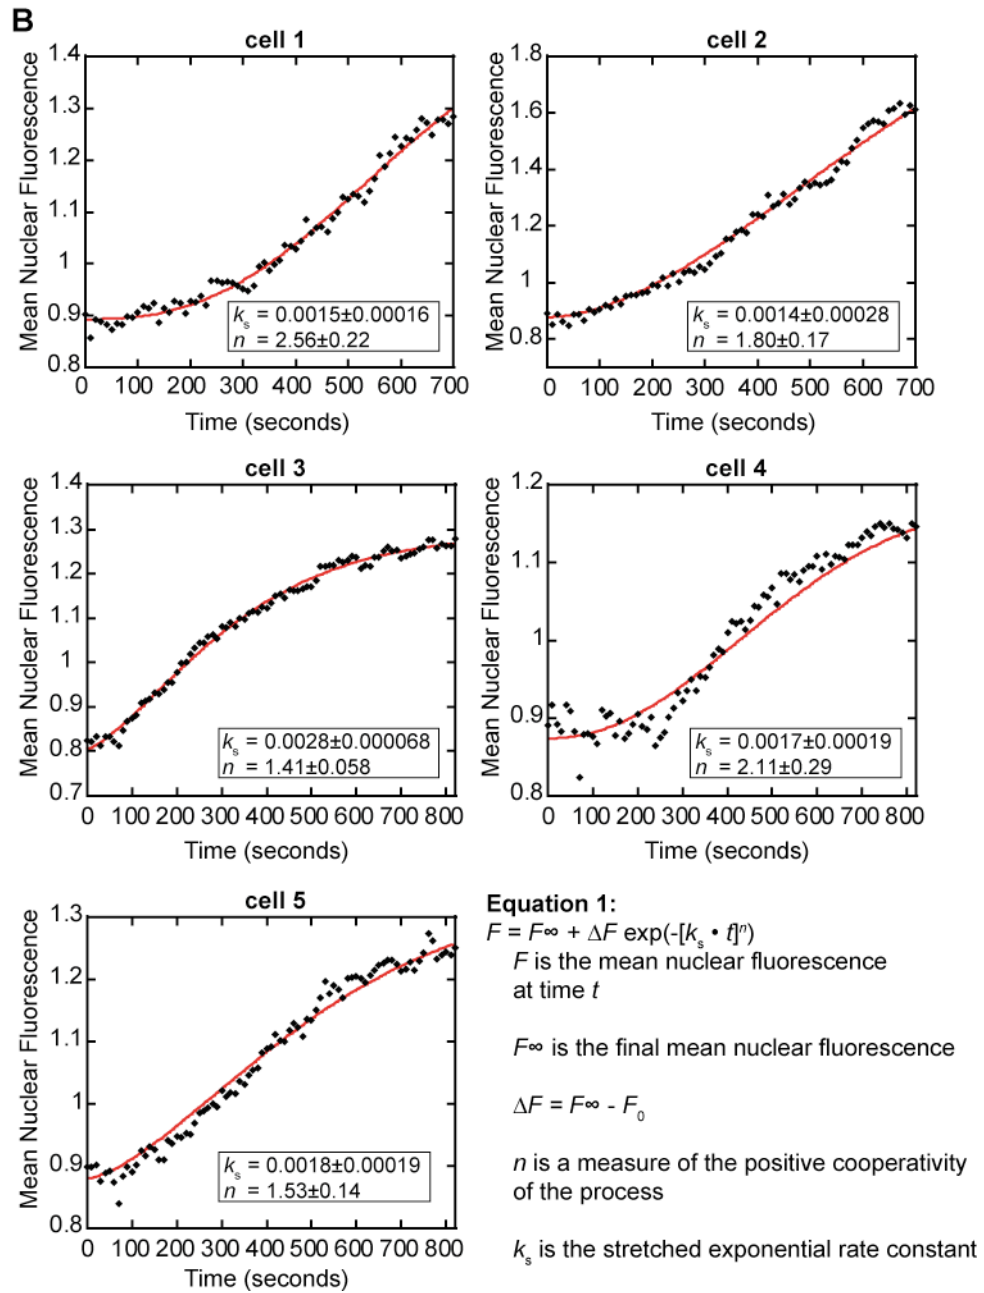 B
cell 1
Mean Nuclear Fluorescence
1.4
1.3
1.2
1.1
1
0.9
0.8
kₛ = 0.0015±0.00016
n = 2.56±0.22
0 100 200 300 400 500 600 700
Time (seconds)
cell 2
Mean Nuclear Fluorescence
1.8
1.6
1.4
1.2
1
0.8
kₛ = 0.0014±0.00028
n = 1.80±0.17
0 100 200 300 400 500 600 700
Time (seconds)
cell 3
Mean Nuclear Fluorescence
1.4
1.3
1.2
1.1
1
0.9
0.8
0.7
kₛ = 0.0028±0.000068
n = 1.41±0.058
0 100 200 300 400 500 600 700 800
Time (seconds)
cell 4
Mean Nuclear Fluorescence
1.2
1.1
1
0.9
0.8
kₛ = 0.0017±0.00019
n = 2.11±0.29
0 100 200 300 400 500 600 700 800
Time (seconds)
cell 5
Mean Nuclear Fluorescence
1.3
1.2
1.1
1
0.9
0.8
kₛ = 0.0018±0.00019
n = 1.53±0.14
0 100 200 300 400 500 600 700 800
Time (seconds)
Equation 1:
F = F∞ + ΔF exp(-[kₛ • t]ⁿ)
F is the mean nuclear fluorescence
at time t
F∞ is the final mean nuclear fluorescence
ΔF = F∞ - F₀
n is a measure of the positive cooperativity
of the process
kₛ is the stretched exponential rate constant